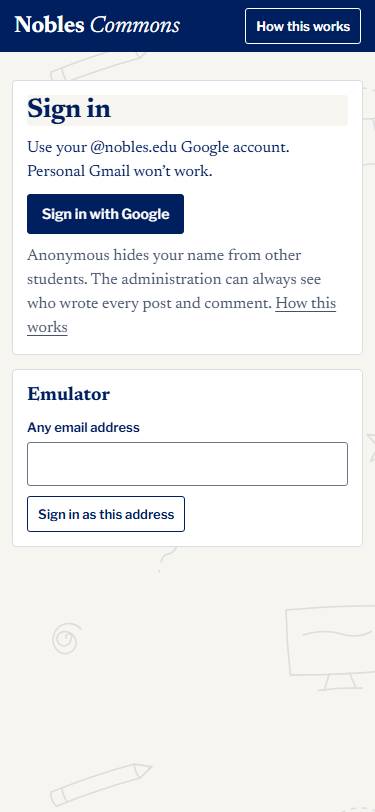 Nobles Commons
How this works
Sign in
Use your @nobles.edu Google account.
Personal Gmail won’t work.
Sign in with Google
Anonymous hides your name from other
students. The administration can always see
who wrote every post and comment. How this
works
Emulator
Any email address
Sign in as this address